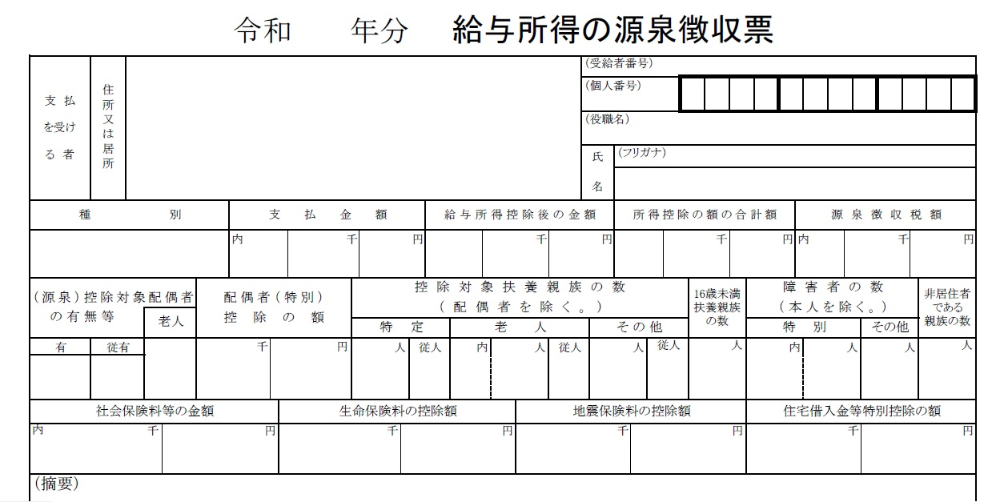 令和　　年分　給与所得の源泉徴収票
支払を受ける者
住所又は居所
(受給者番号)
(個人番号)
(役職名)
氏名
(フリガナ)
種別　支払金額　給与所得控除後の金額　所得控除の額の合計額　源泉徴収税額
内　千　円　千　円　千　円　内　千　円
(源泉)控除対象配偶者の有無等
老人
配偶者(特別)控除の額
控除対象扶養親族の数
(配偶者を除く。)
16歳未満扶養親族の数
障害者の数
(本人を除く。)
非居住者である親族の数
特定　老人　その他　特別　その他
有　従有　千　円　人　従人　内　人　従人　人　従人　人　内　人　人　人
社会保険料等の金額　生命保険料の控除額　地震保険料の控除額　住宅借入金等特別控除の額
内　千　円　千　円　千　円　千　円
(摘要)